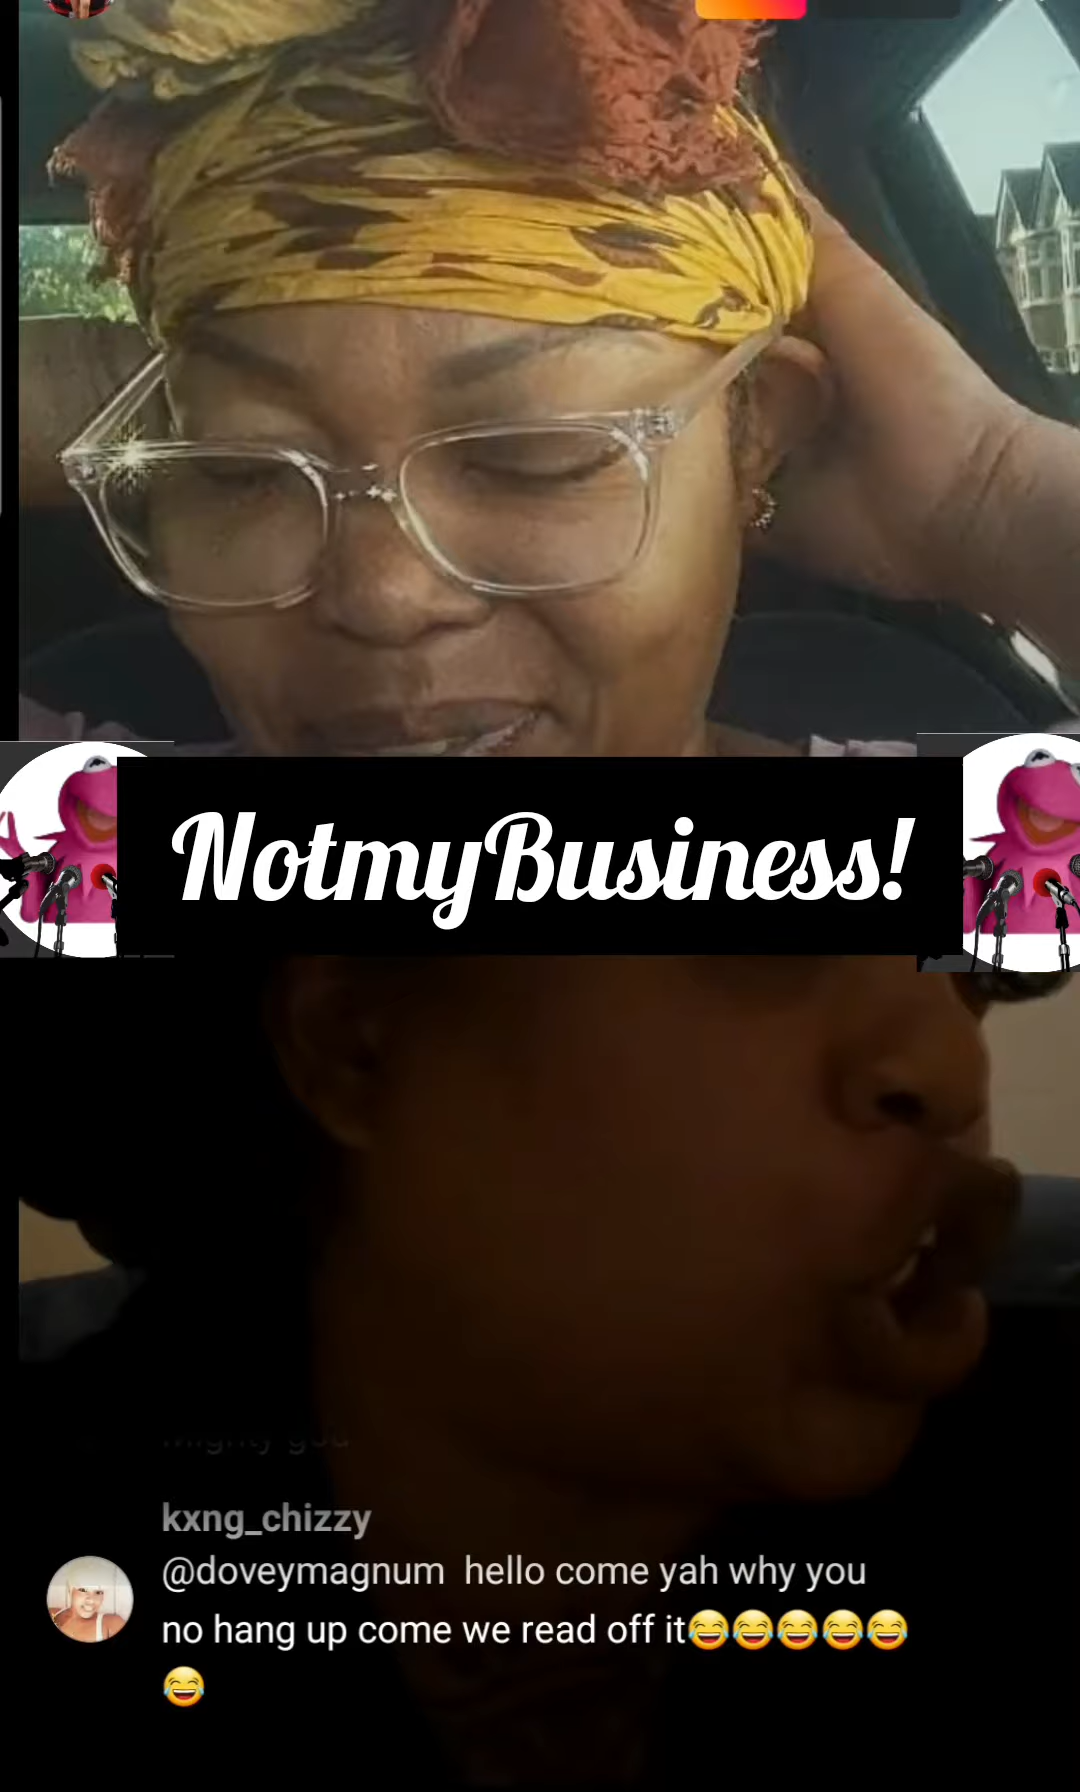 NotmyBusiness!
kxng_chizzy
@doveymagnum hello come yah why you
no hang up come we read off it😂😂😂😂😂
😂